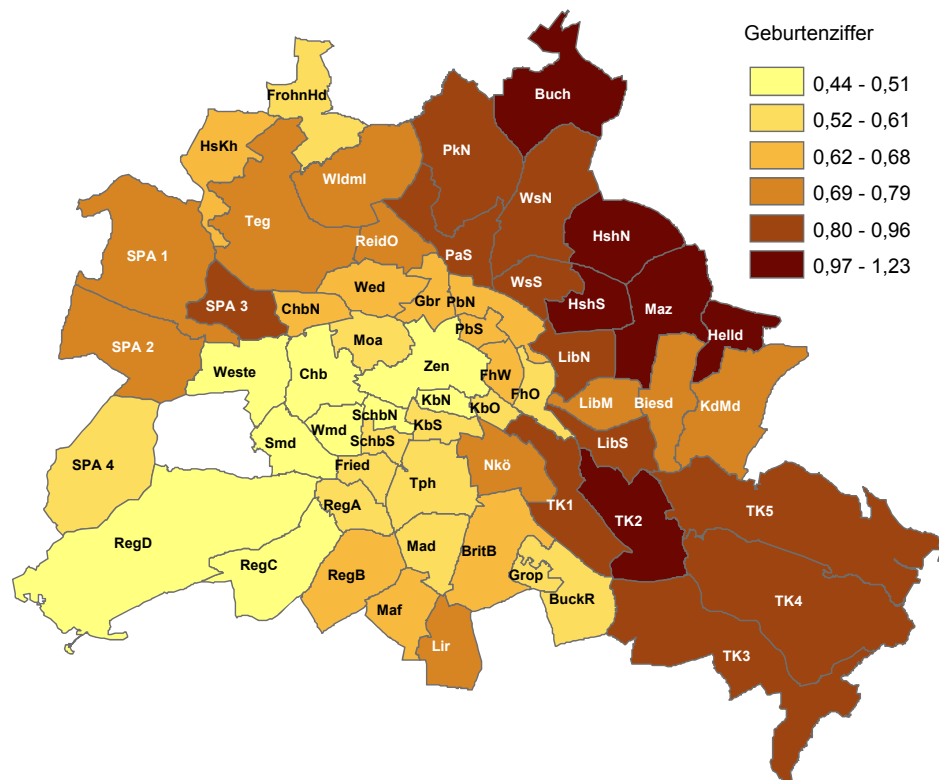 Geburtenziffer
0,44 - 0,51
0,52 - 0,61
0,62 - 0,68
0,69 - 0,79
0,80 - 0,96
0,97 - 1,23
Buch
FrohnHd
HsKh
PkN
Wldml
WsN
Teg
HshN
ReidO
SPA 1
PaS
WsS
Wed
Gbr
PbN
HshS
Maz
SPA 3
ChbN
Helld
Moa
PbS
SPA 2
LibN
Zen
Weste
Chb
FhW
FhO
KbN
LibM
Biesd
KdMd
KbO
SchbN
KbS
Wmd
Smd
SchbS
LibS
SPA 4
Fried
Nkö
Tph
RegA
TK1
TK2
TK5
RegD
Mad
BritB
RegC
RegB
Grop
BuckR
TK4
Maf
Lir
TK3